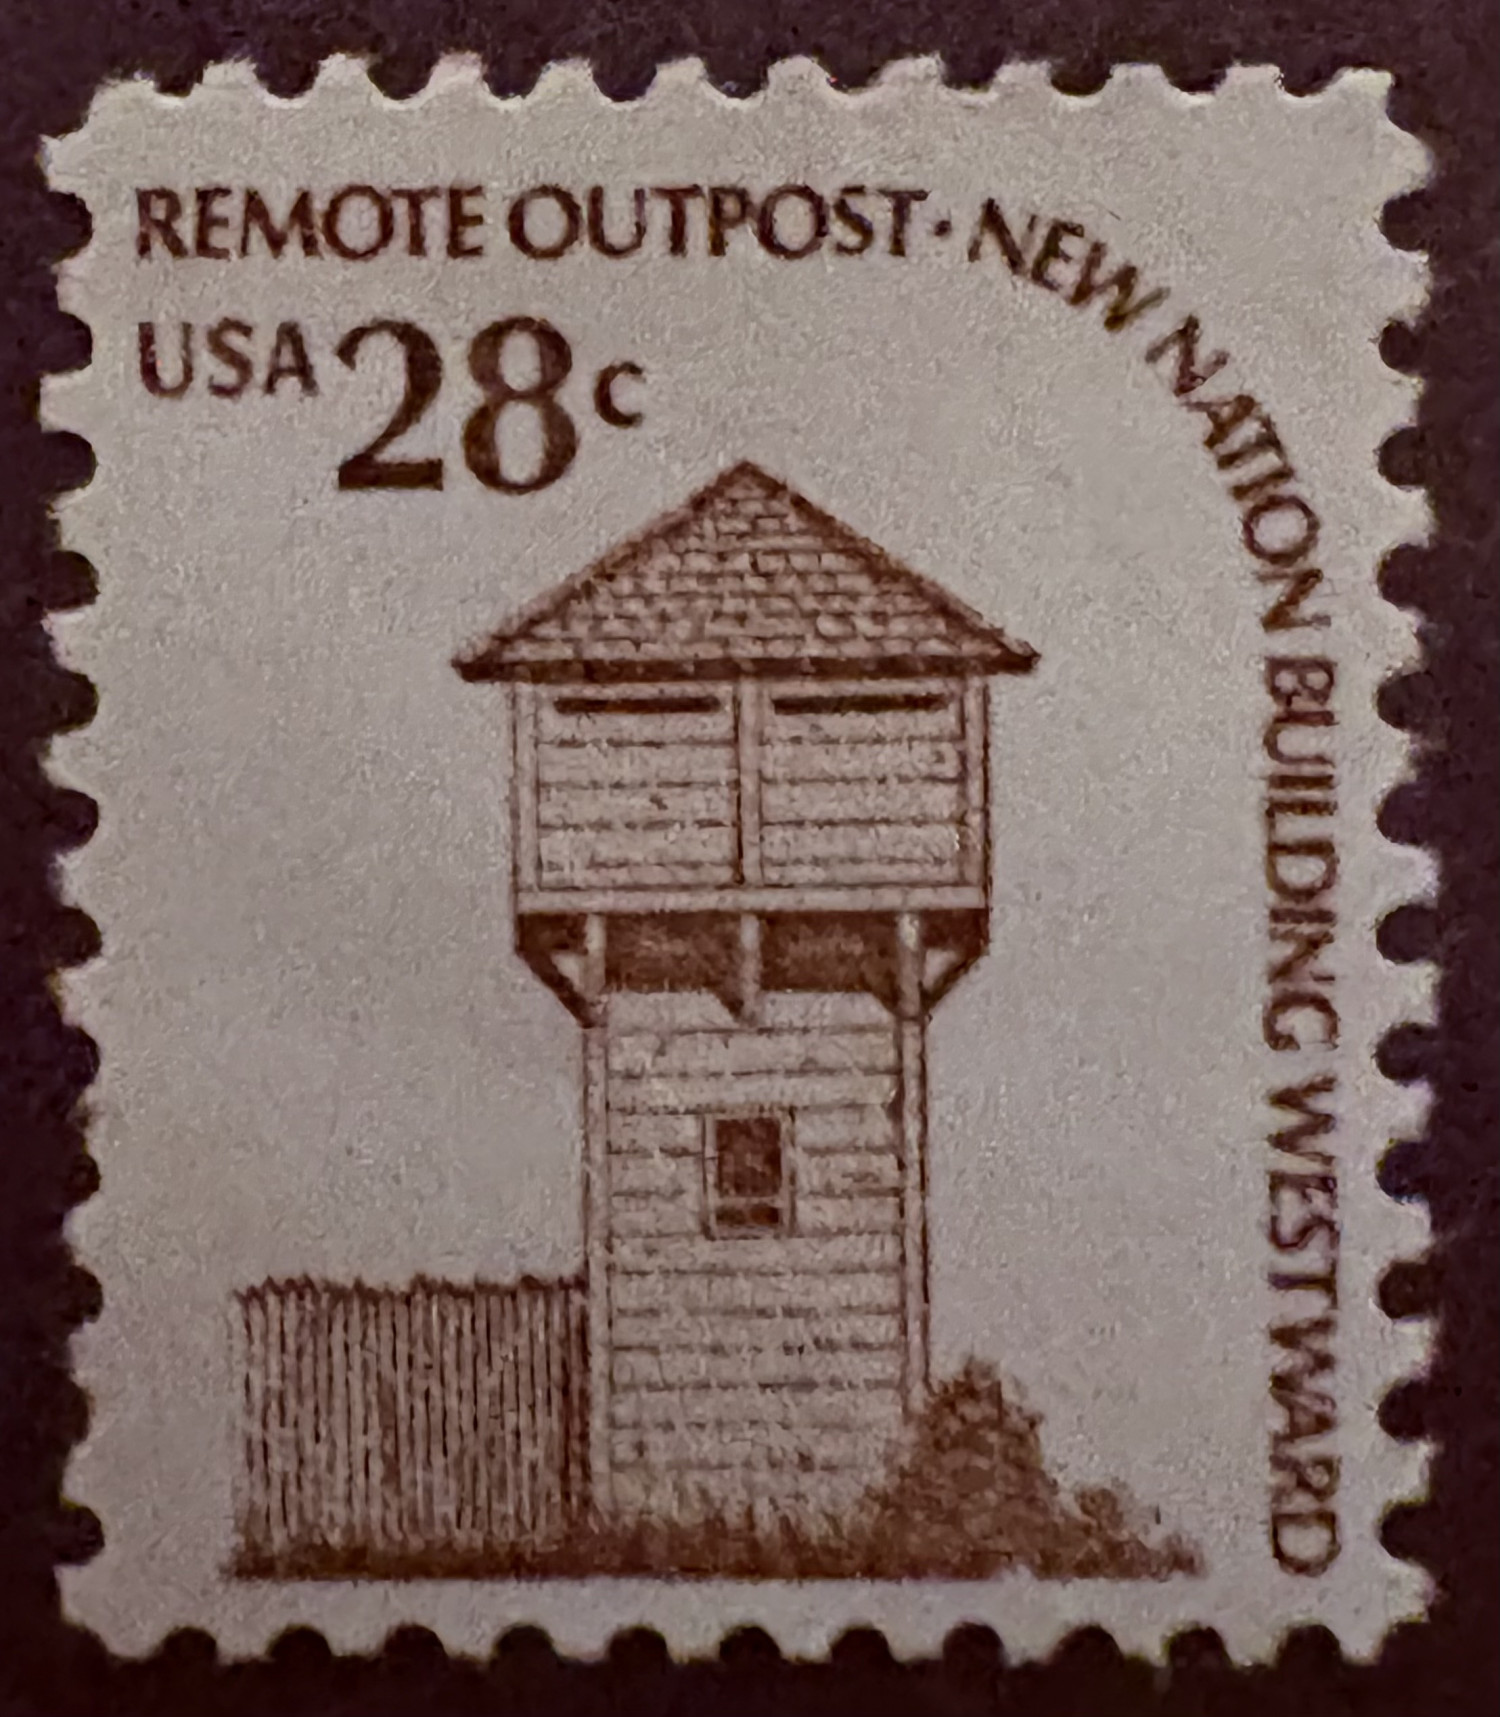 REMOTE OUTPOST · NEW NATION BUILDING WESTWARD
USA 28c